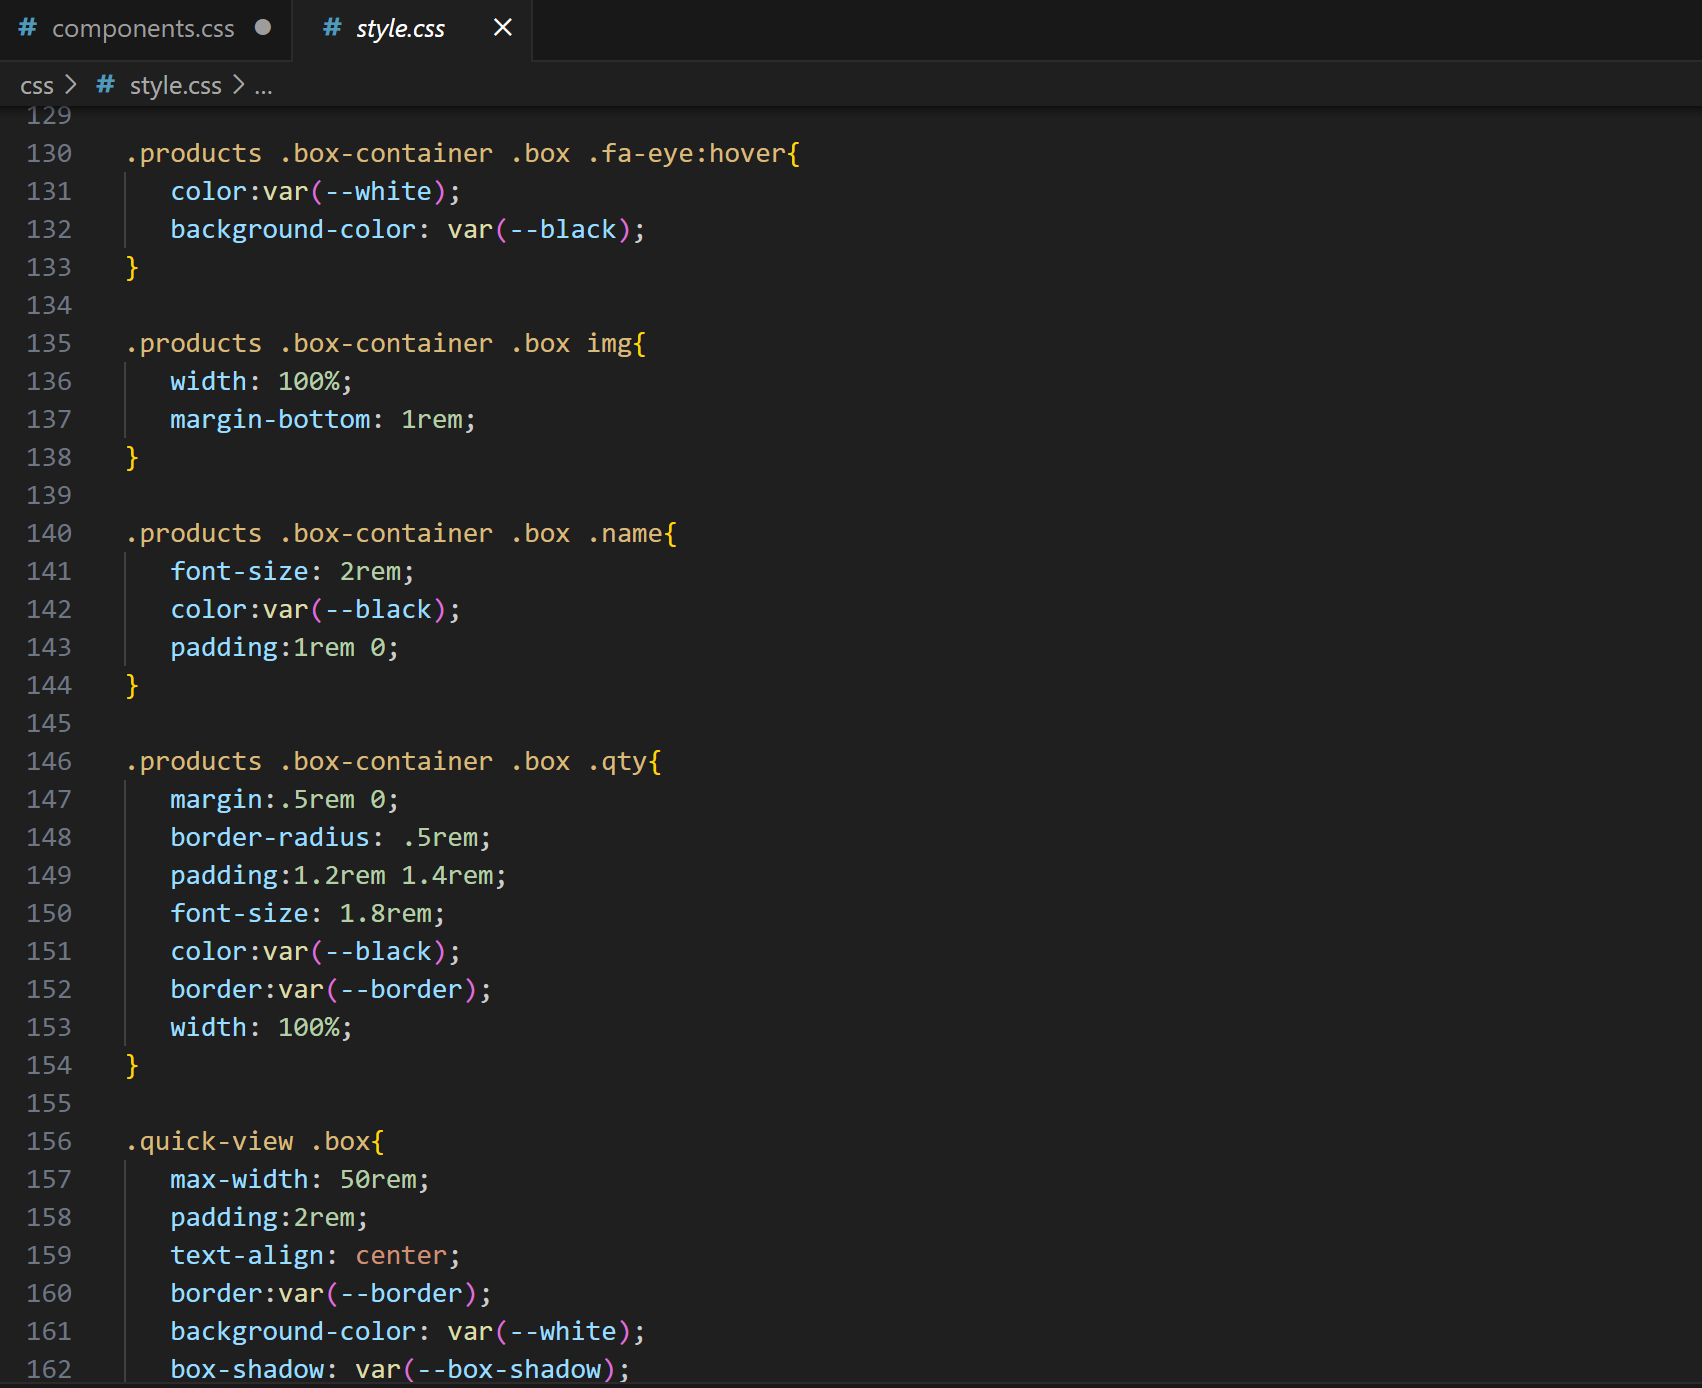 # components.css ● # style.css ×
css > # style.css > ...
129
130 .products .box-container .box .fa-eye:hover{
131    color:var(--white);
132    background-color: var(--black);
133 }
134
135 .products .box-container .box img{
136    width: 100%;
137    margin-bottom: 1rem;
138 }
139
140 .products .box-container .box .name{
141    font-size: 2rem;
142    color:var(--black);
143    padding:1rem 0;
144 }
145
146 .products .box-container .box .qty{
147    margin:.5rem 0;
148    border-radius: .5rem;
149    padding:1.2rem 1.4rem;
150    font-size: 1.8rem;
151    color:var(--black);
152    border:var(--border);
153    width: 100%;
154 }
155
156 .quick-view .box{
157    max-width: 50rem;
158    padding:2rem;
159    text-align: center;
160    border:var(--border);
161    background-color: var(--white);
162    box-shadow: var(--box-shadow);